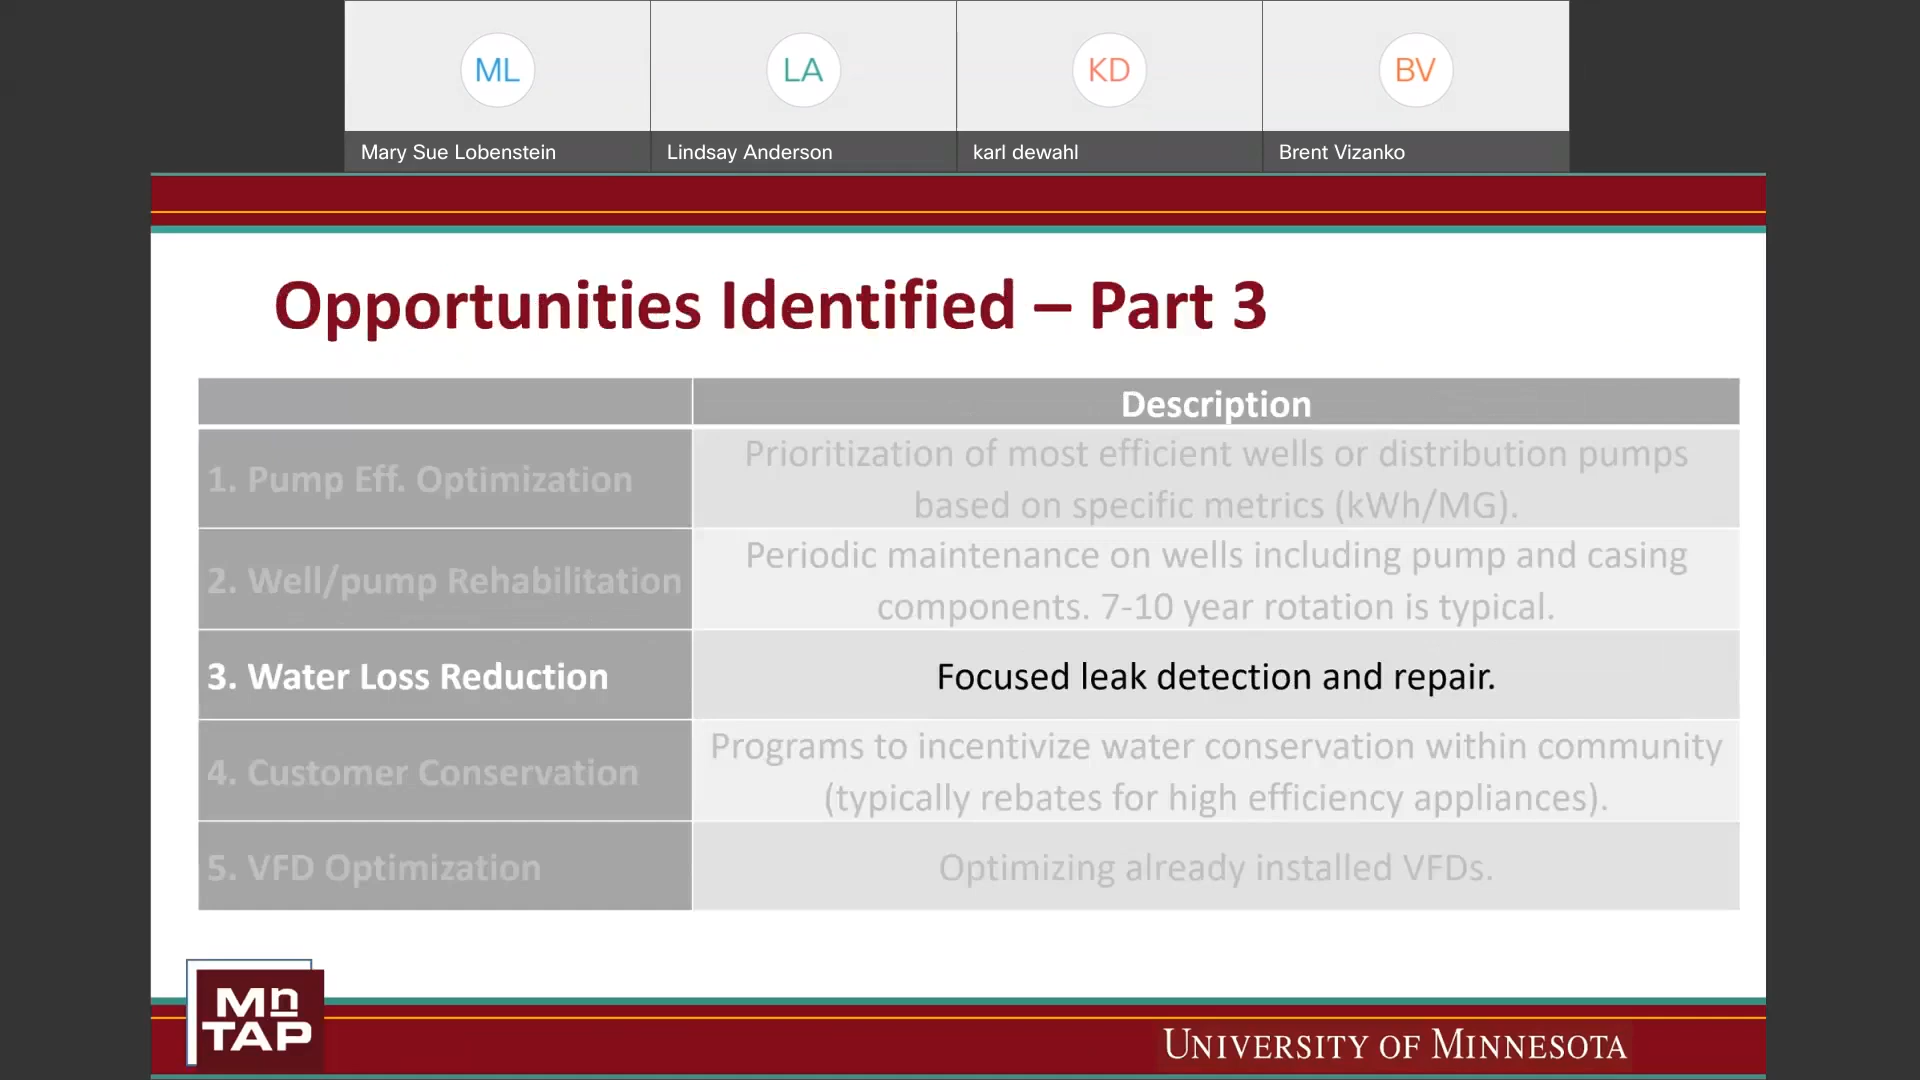 ML
LA
KD
BV
Mary Sue Lobenstein
Lindsay Anderson
karl dewahl
Brent Vizanko
Opportunities Identified – Part 3
Description
1. Pump Eff. Optimization
Prioritization of most efficient wells or distribution pumps
based on specific metrics (kWh/MG).
2. Well/pump Rehabilitation
Periodic maintenance on wells including pump and casing
components. 7-10 year rotation is typical.
3. Water Loss Reduction
Focused leak detection and repair.
4. Customer Conservation
Programs to incentivize water conservation within community
(typically rebates for high efficiency appliances).
5. VFD Optimization
Optimizing already installed VFDs.
Mn
TAP
UNIVERSITY OF MINNESOTA